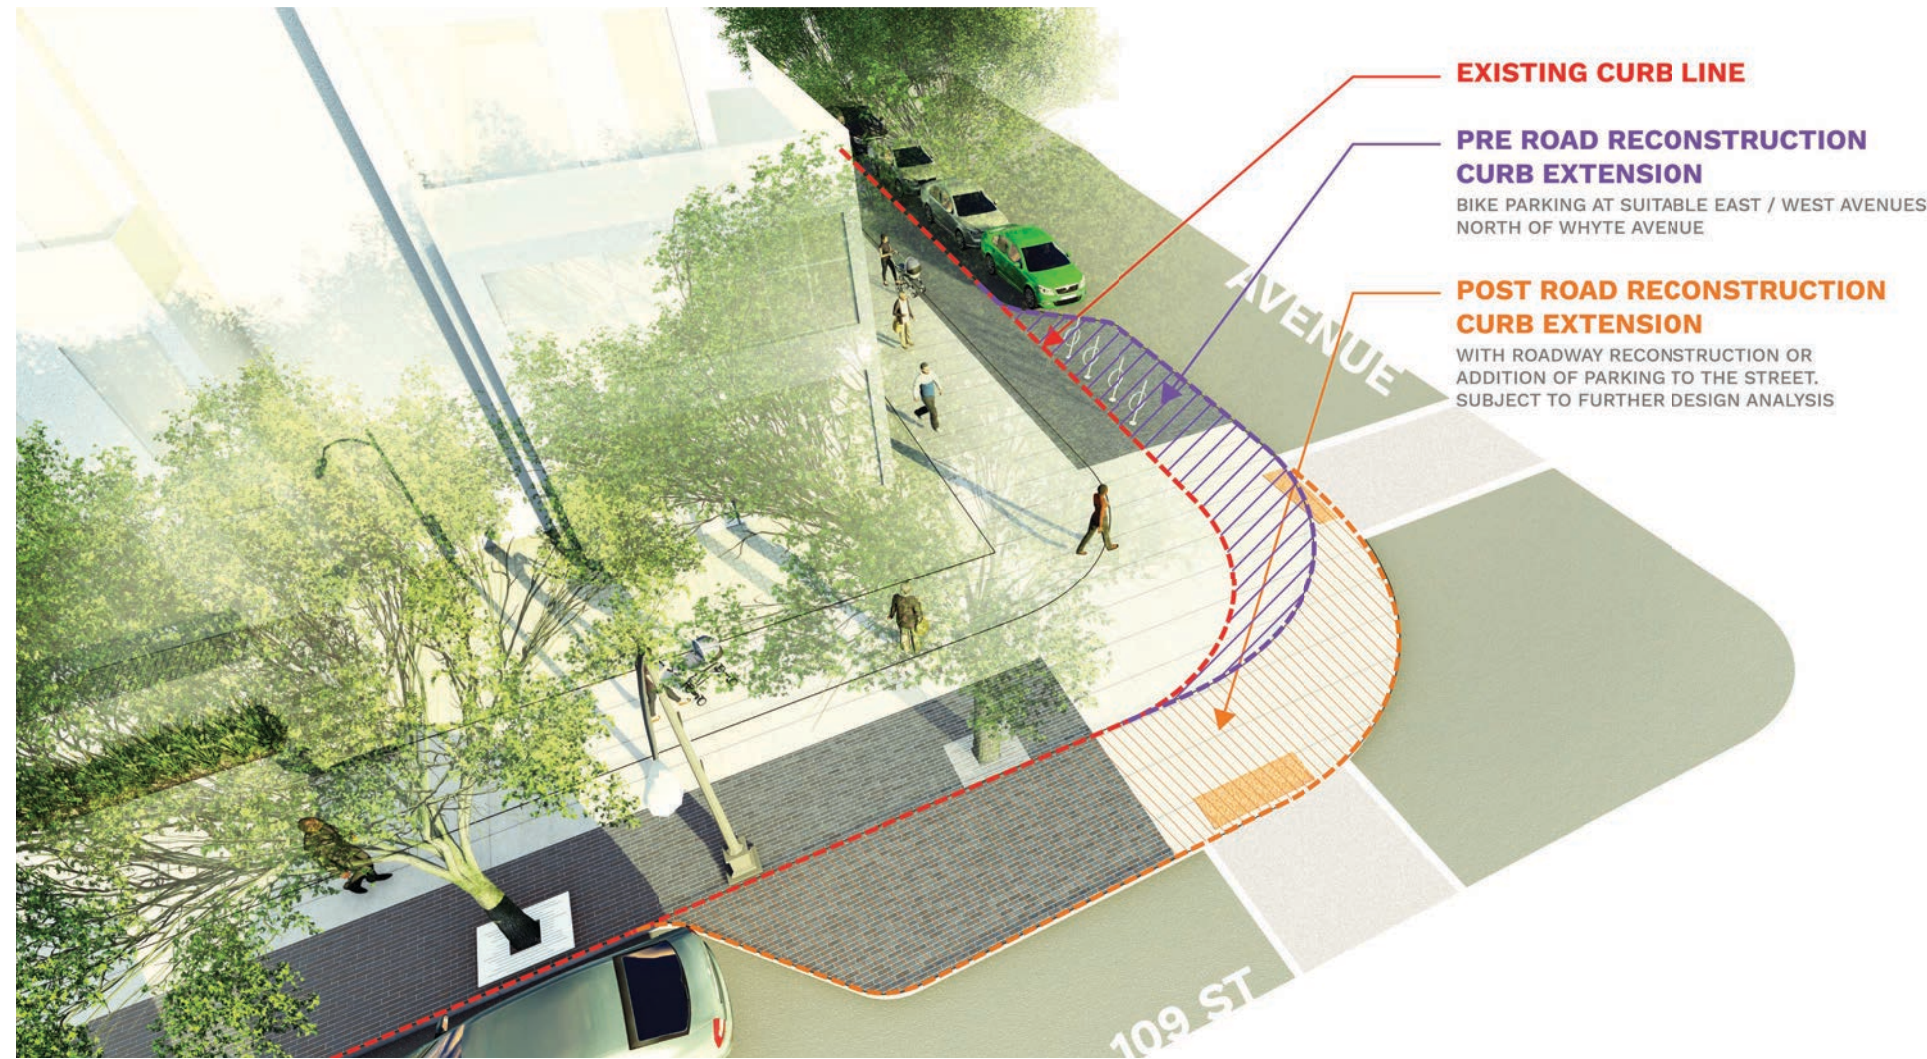 EXISTING CURB LINE
PRE ROAD RECONSTRUCTION
CURB EXTENSION
BIKE PARKING AT SUITABLE EAST / WEST AVENUES
NORTH OF WHYTE AVENUE
POST ROAD RECONSTRUCTION
CURB EXTENSION
WITH ROADWAY RECONSTRUCTION OR
ADDITION OF PARKING TO THE STREET.
SUBJECT TO FURTHER DESIGN ANALYSIS
AVENUE
109 ST